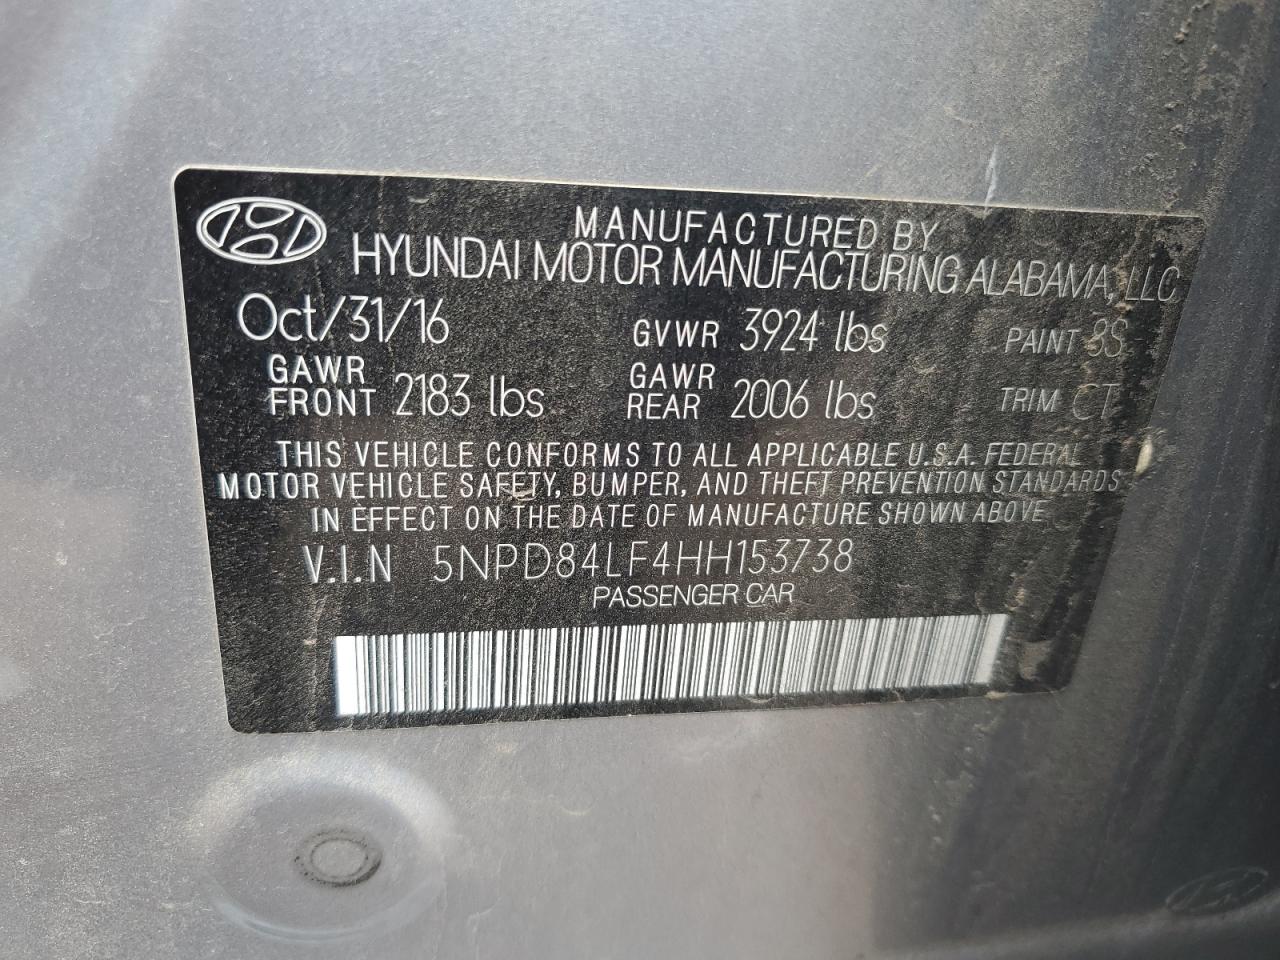 MANUFACTURED BY
HYUNDAI MOTOR MANUFACTURING ALABAMA, LLC
Oct/31/16 GVWR 3924 lbs PAINT 8S
GAWR FRONT 2183 lbs GAWR REAR 2006 lbs TRIM CT
THIS VEHICLE CONFORMS TO ALL APPLICABLE U.S.A. FEDERAL
MOTOR VEHICLE SAFETY, BUMPER, AND THEFT PREVENTION STANDARDS
IN EFFECT ON THE DATE OF MANUFACTURE SHOWN ABOVE
V.I.N 5NPD84LF4HH153738
PASSENGER CAR